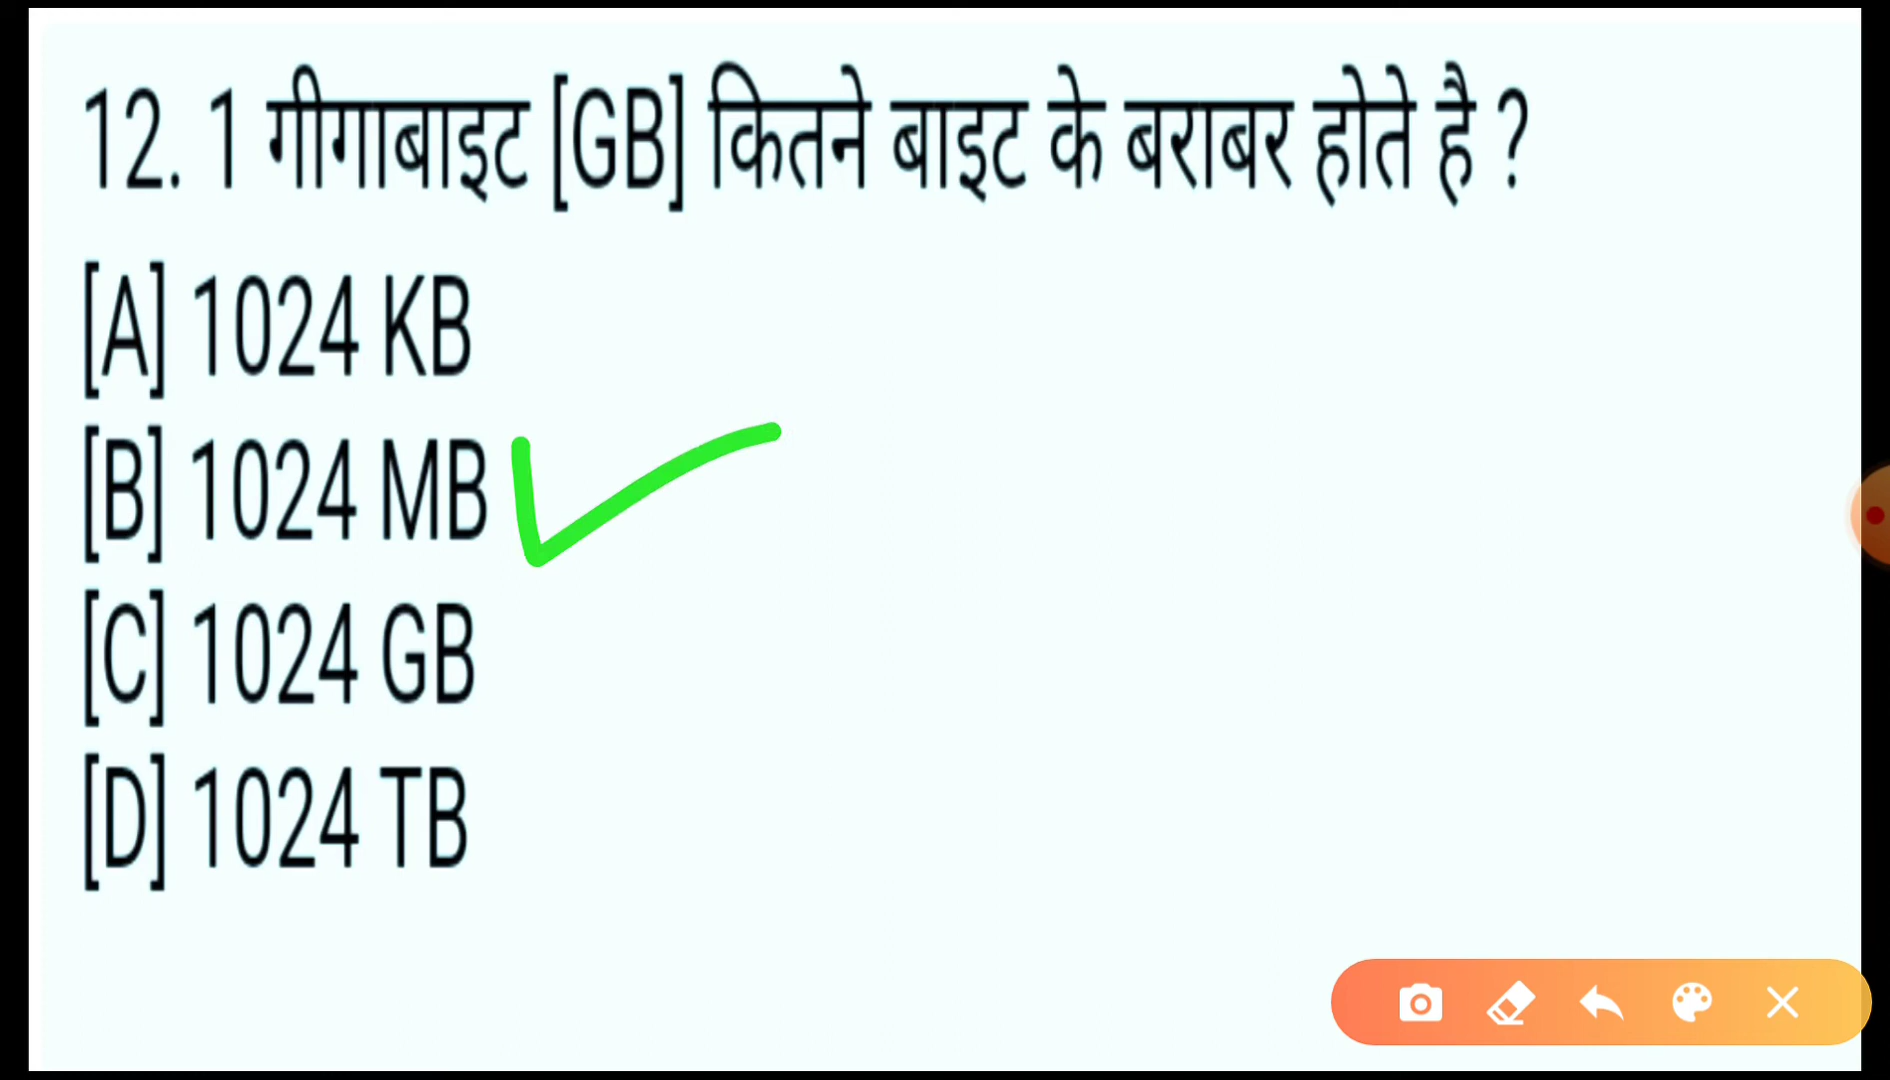 12. 1 गीगाबाइट [GB] कितने बाइट के बराबर होते है ?
[A] 1024 KB
[B] 1024 MB
[C] 1024 GB
[D] 1024 TB